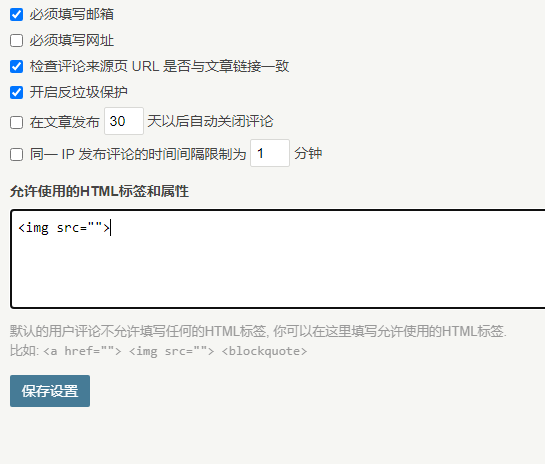 必须填写邮箱
必须填写网址
检查评论来源页 URL 是否与文章链接一致
开启反垃圾保护
在文章发布 30 天以后自动关闭评论
同一 IP 发布评论的时间间隔限制为 1 分钟
允许使用的HTML标签和属性
<img src="">
默认的用户评论不允许填写任何的HTML标签, 你可以在这里填写允许使用的HTML标签.
比如: <a href=""> <img src=""> <blockquote>
保存设置